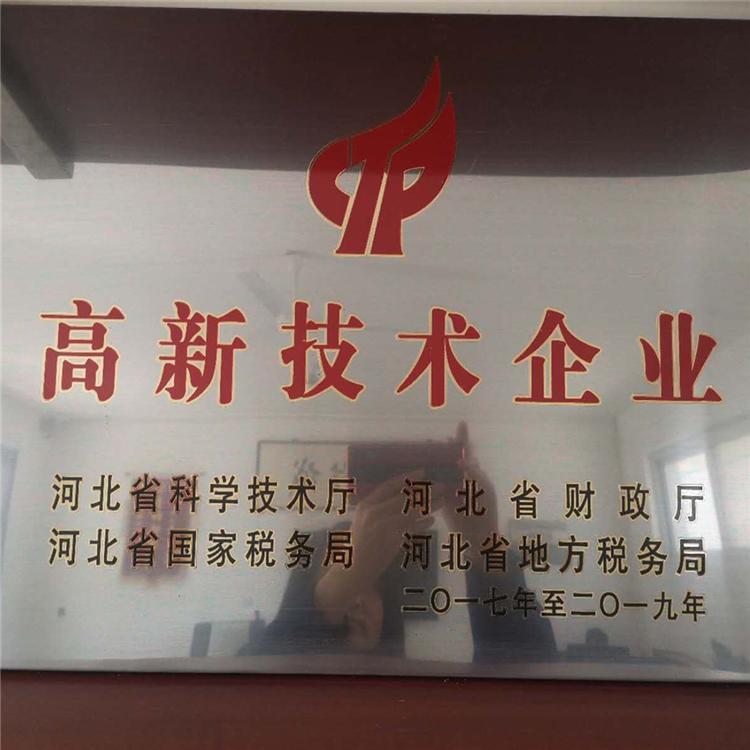 高新技术企业
河北省科学技术厅 河北省财政厅
河北省国家税务局 河北省地方税务局
二〇一七年至二〇一九年